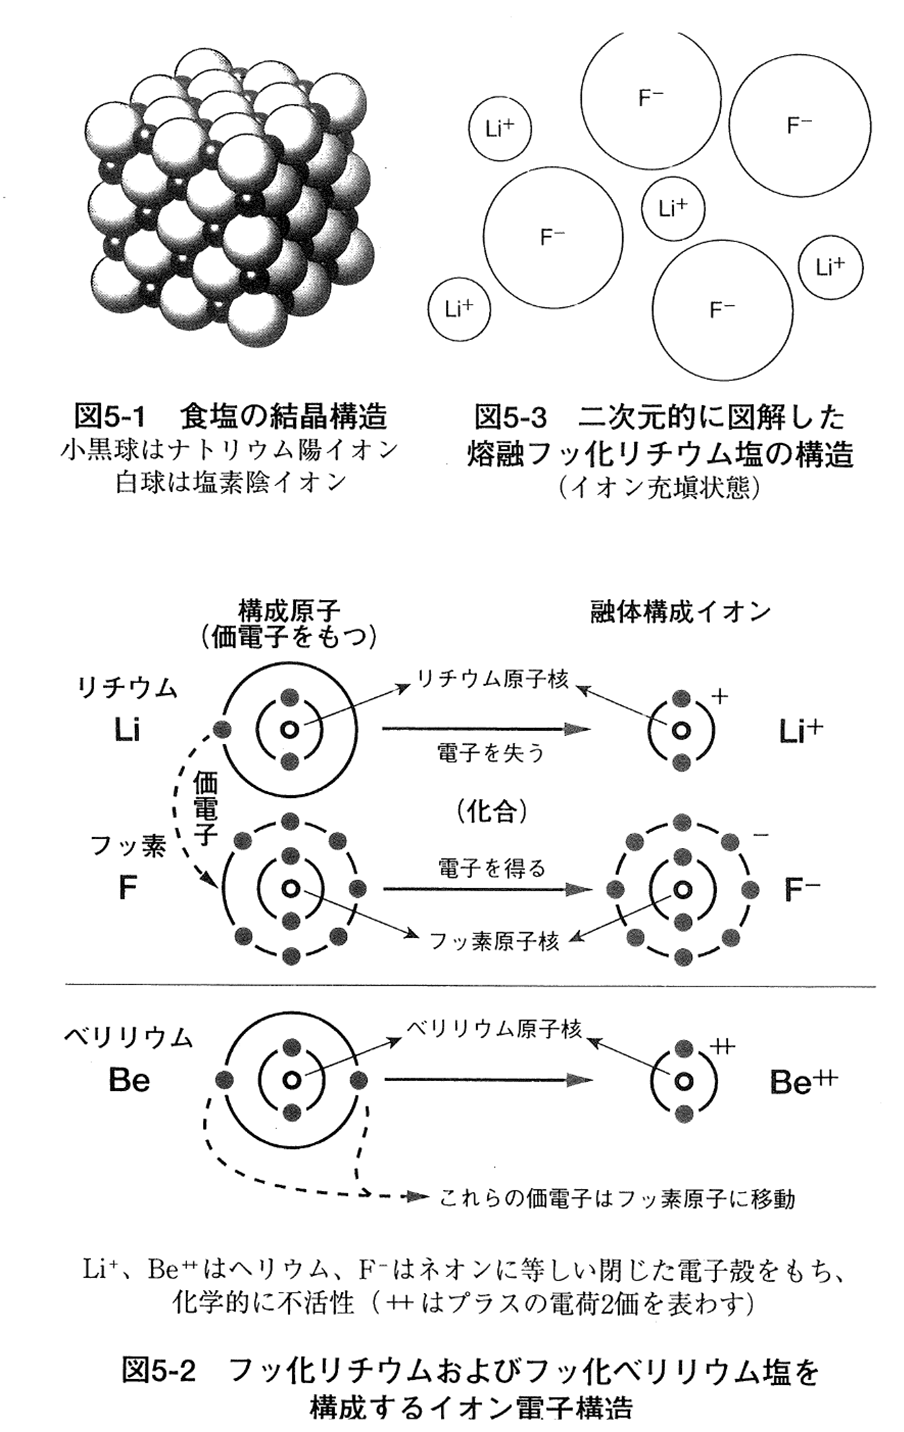 Li⁺
F⁻
F⁻
F⁻
Li⁺
Li⁺
Li⁺
F⁻
図5-1 食塩の結晶構造
小黒球はナトリウム陽イオン
白球は塩素陰イオン
図5-3 二次元的に図解した
熔融フッ化リチウム塩の構造
(イオン充塡状態)
構成原子
(価電子をもつ)
融体構成イオン
リチウム
Li
リチウム原子核
+
Li⁺
電子を失う
価電子
(化合)
フッ素
F
電子を得る
−
F⁻
フッ素原子核
ベリリウム
Be
ベリリウム原子核
⧺
Be⧺
これらの価電子はフッ素原子に移動
Li⁺、Be⧺はヘリウム、F⁻はネオンに等しい閉じた電子殻をもち、
化学的に不活性(⧺はプラスの電荷2価を表わす)
図5-2 フッ化リチウムおよびフッ化ベリリウム塩を
構成するイオン電子構造